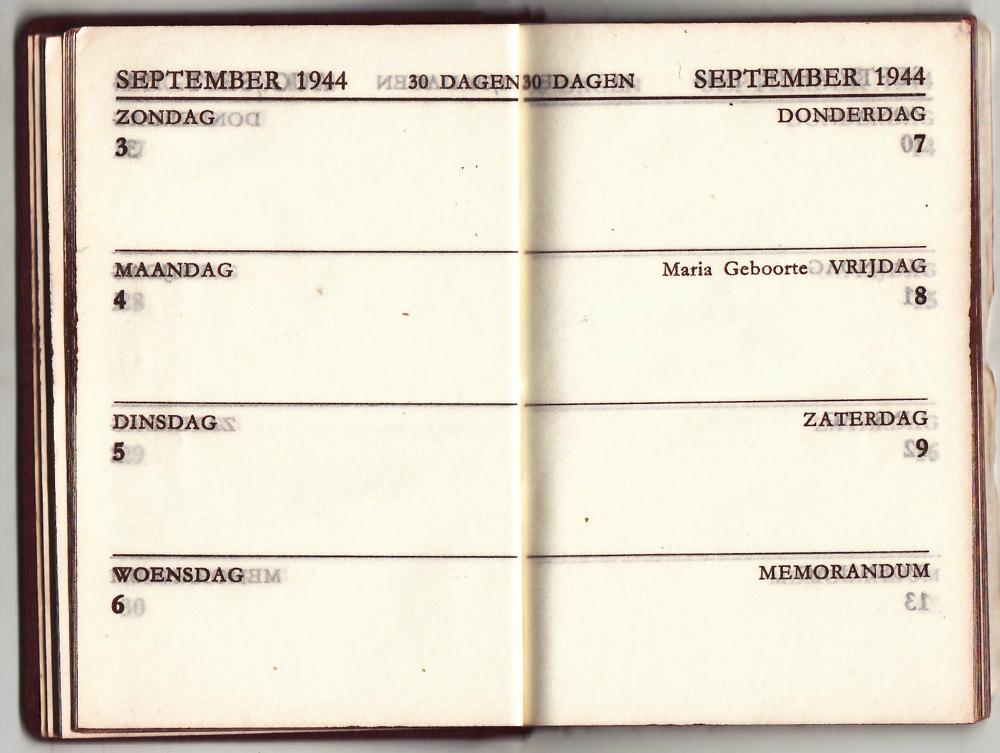 SEPTEMBER 1944 30 DAGEN
ZONDAG
3
MAANDAG
4
DINSDAG
5
WOENSDAG
6
30 DAGEN SEPTEMBER 1944
DONDERDAG
7
Maria Geboorte VRIJDAG
8
ZATERDAG
9
MEMORANDUM